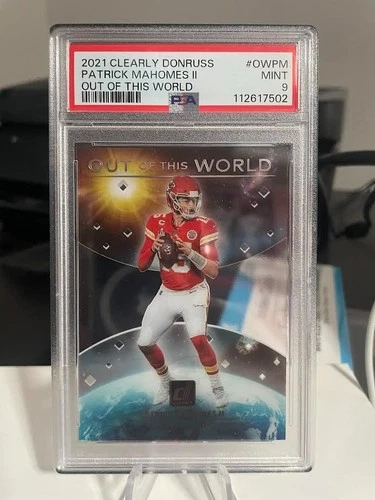 2021 CLEARLY DONRUSS #OWPM
PATRICK MAHOMES II MINT
OUT OF THIS WORLD 9
PSA 112617502
OUT OF THIS WORLD
15